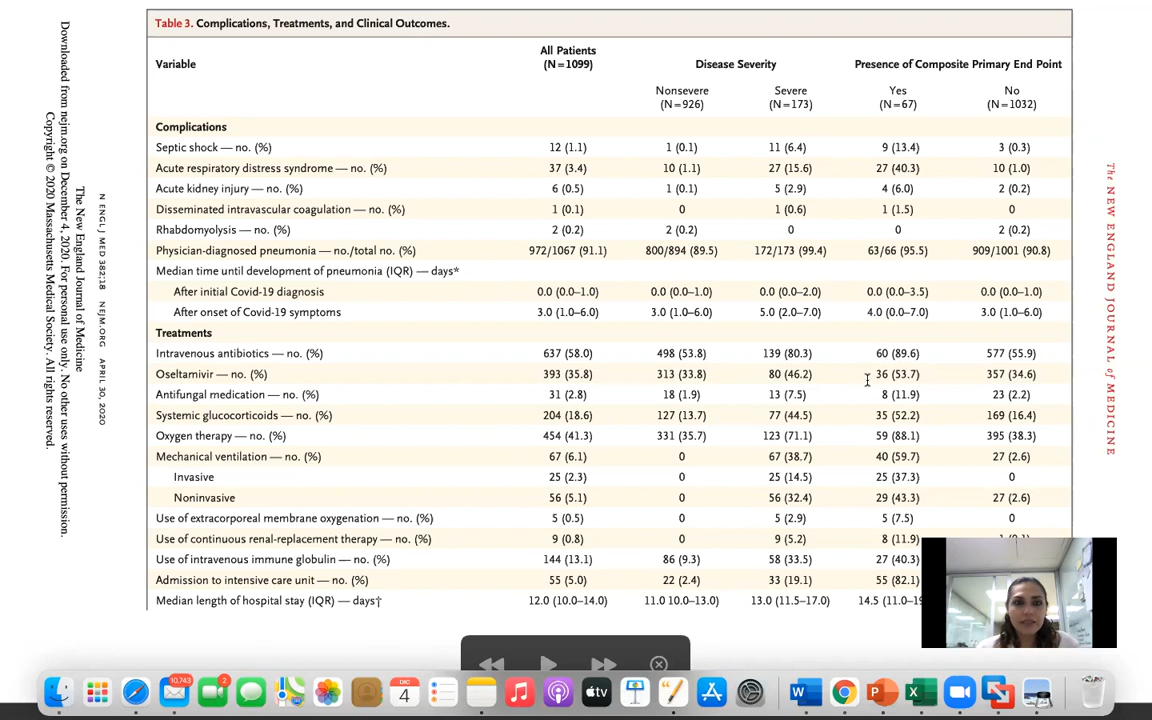 Table 3. Complications, Treatments, and Clinical Outcomes.
Variable
All Patients
(N=1099)
Disease Severity
Presence of Composite Primary End Point
Nonsevere
(N=926)
Severe
(N=173)
Yes
(N=67)
No
(N=1032)
Complications
Septic shock — no. (%) 12 (1.1) 1 (0.1) 11 (6.4) 9 (13.4) 3 (0.3)
Acute respiratory distress syndrome — no. (%) 37 (3.4) 10 (1.1) 27 (15.6) 27 (40.3) 10 (1.0)
Acute kidney injury — no. (%) 6 (0.5) 1 (0.1) 5 (2.9) 4 (6.0) 2 (0.2)
Disseminated intravascular coagulation — no. (%) 1 (0.1) 0 1 (0.6) 1 (1.5) 0
Rhabdomyolysis — no. (%) 2 (0.2) 2 (0.2) 0 0 2 (0.2)
Physician-diagnosed pneumonia — no./total no. (%) 972/1067 (91.1) 800/894 (89.5) 172/173 (99.4) 63/66 (95.5) 909/1001 (90.8)
Median time until development of pneumonia (IQR) — days*
After initial Covid-19 diagnosis 0.0 (0.0–1.0) 0.0 (0.0–1.0) 0.0 (0.0–2.0) 0.0 (0.0–3.5) 0.0 (0.0–1.0)
After onset of Covid-19 symptoms 3.0 (1.0–6.0) 3.0 (1.0–6.0) 5.0 (2.0–7.0) 4.0 (0.0–7.0) 3.0 (1.0–6.0)
Treatments
Intravenous antibiotics — no. (%) 637 (58.0) 498 (53.8) 139 (80.3) 60 (89.6) 577 (55.9)
Oseltamivir — no. (%) 393 (35.8) 313 (33.8) 80 (46.2) 36 (53.7) 357 (34.6)
Antifungal medication — no. (%) 31 (2.8) 18 (1.9) 13 (7.5) 8 (11.9) 23 (2.2)
Systemic glucocorticoids — no. (%) 204 (18.6) 127 (13.7) 77 (44.5) 35 (52.2) 169 (16.4)
Oxygen therapy — no. (%) 454 (41.3) 331 (35.7) 123 (71.1) 59 (88.1) 395 (38.3)
Mechanical ventilation — no. (%) 67 (6.1) 0 67 (38.7) 40 (59.7) 27 (2.6)
Invasive 25 (2.3) 0 25 (14.5) 25 (37.3) 0
Noninvasive 56 (5.1) 0 56 (32.4) 29 (43.3) 27 (2.6)
Use of extracorporeal membrane oxygenation — no. (%) 5 (0.5) 0 5 (2.9) 5 (7.5) 0
Use of continuous renal-replacement therapy — no. (%) 9 (0.8) 0 9 (5.2) 8 (11.9)
Use of intravenous immune globulin — no. (%) 144 (13.1) 86 (9.3) 58 (33.5) 27 (40.3)
Admission to intensive care unit — no. (%) 55 (5.0) 22 (2.4) 33 (19.1) 55 (82.1)
Median length of hospital stay (IQR) — days† 12.0 (10.0–14.0) 11.0 10.0–13.0) 13.0 (11.5–17.0) 14.5 (11.0–
The NEW ENGLAND JOURNAL of MEDICINE
N ENGL J MED 382;18 NEJM.ORG APRIL 30, 2020
The New England Journal of Medicine
Downloaded from nejm.org on December 4, 2020. For personal use only. No other uses without permission.
Copyright © 2020 Massachusetts Medical Society. All rights reserved.
10,743
2
DIC
4
tv
W
P
X